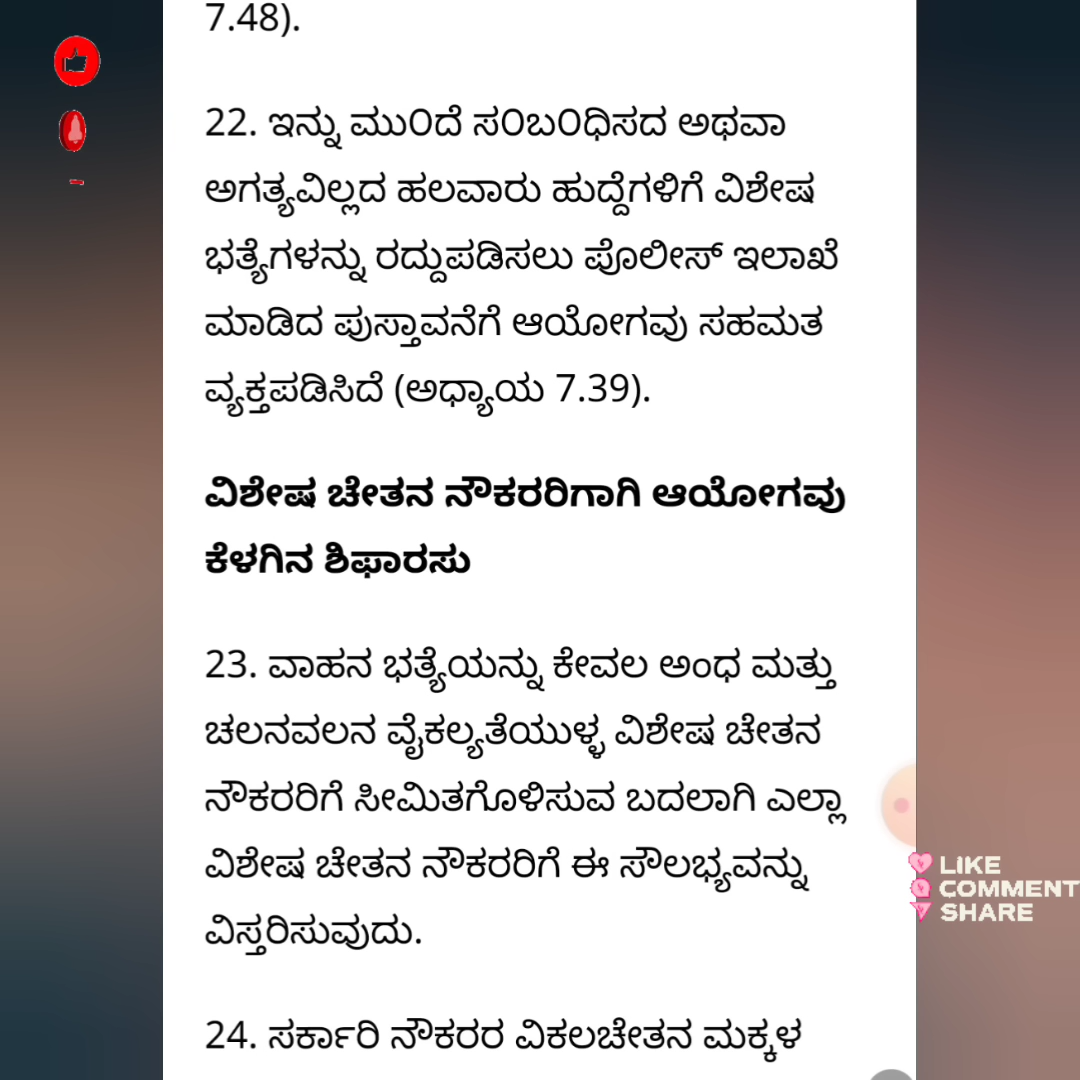 7.48).
22. ಇನ್ನು ಮು0ದೆ ಸ0ಬ0ಧಿಸದ ಅಥವಾ
ಅಗತ್ಯವಿಲ್ಲದ ಹಲವಾರು ಹುದ್ದೆಗಳಿಗೆ ವಿಶೇಷ
ಭತ್ಯೆಗಳನ್ನು ರದ್ದುಪಡಿಸಲು ಪೊಲೀಸ್ ಇಲಾಖೆ
ಮಾಡಿದ ಪುಸ್ತಾವನೆಗೆ ಆಯೋಗವು ಸಹಮತ
ವ್ಯಕ್ತಪಡಿಸಿದೆ (ಅಧ್ಯಾಯ 7.39).
ವಿಶೇಷ ಚೇತನ ನೌಕರರಿಗಾಗಿ ಆಯೋಗವು
ಕೆಳಗಿನ ಶಿಫಾರಸು
23. ವಾಹನ ಭತ್ಯೆಯನ್ನು ಕೇವಲ ಅಂಧ ಮತ್ತು
ಚಲನವಲನ ವೈಕಲ್ಯತೆಯುಳ್ಳ ವಿಶೇಷ ಚೇತನ
ನೌಕರರಿಗೆ ಸೀಮಿತಗೊಳಿಸುವ ಬದಲಾಗಿ ಎಲ್ಲಾ
ವಿಶೇಷ ಚೇತನ ನೌಕರರಿಗೆ ಈ ಸೌಲಭ್ಯವನ್ನು
ವಿಸ್ತರಿಸುವುದು.
24. ಸರ್ಕಾರಿ ನೌಕರರ ವಿಕಲಚೇತನ ಮಕ್ಕಳ
LIKE
COMMENT
SHARE